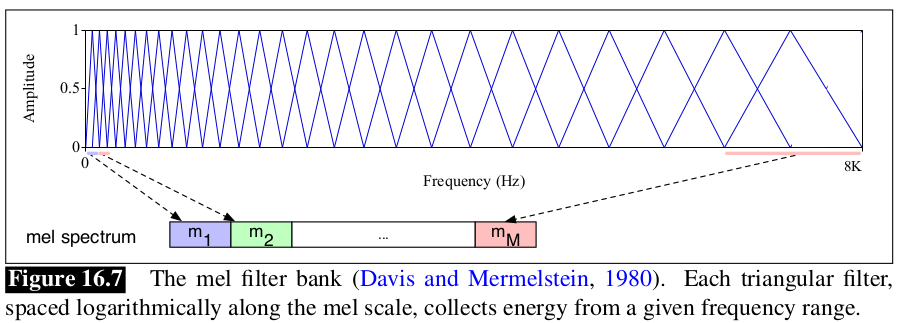 1
Amplitude
0.5
0
0
8K
Frequency (Hz)
mel spectrum
m1
m2
...
mM
Figure 16.7 The mel filter bank (Davis and Mermelstein, 1980). Each triangular filter,
spaced logarithmically along the mel scale, collects energy from a given frequency range.